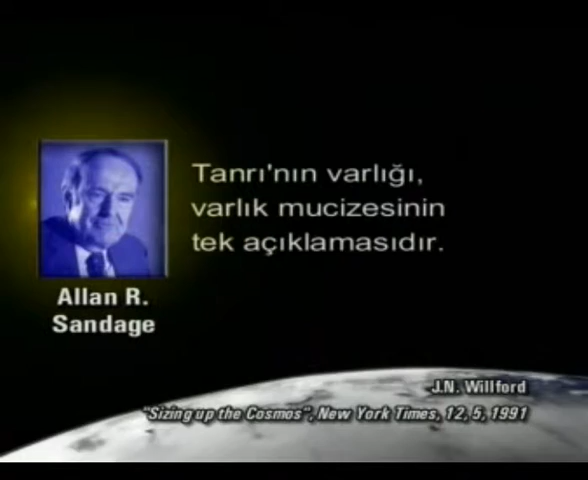 Tanrı'nın varlığı,
varlık mucizesinin
tek açıklamasıdır.
Allan R.
Sandage
J.N. Willford
"Sizing up the Cosmos", New York Times, 12, 5, 1991